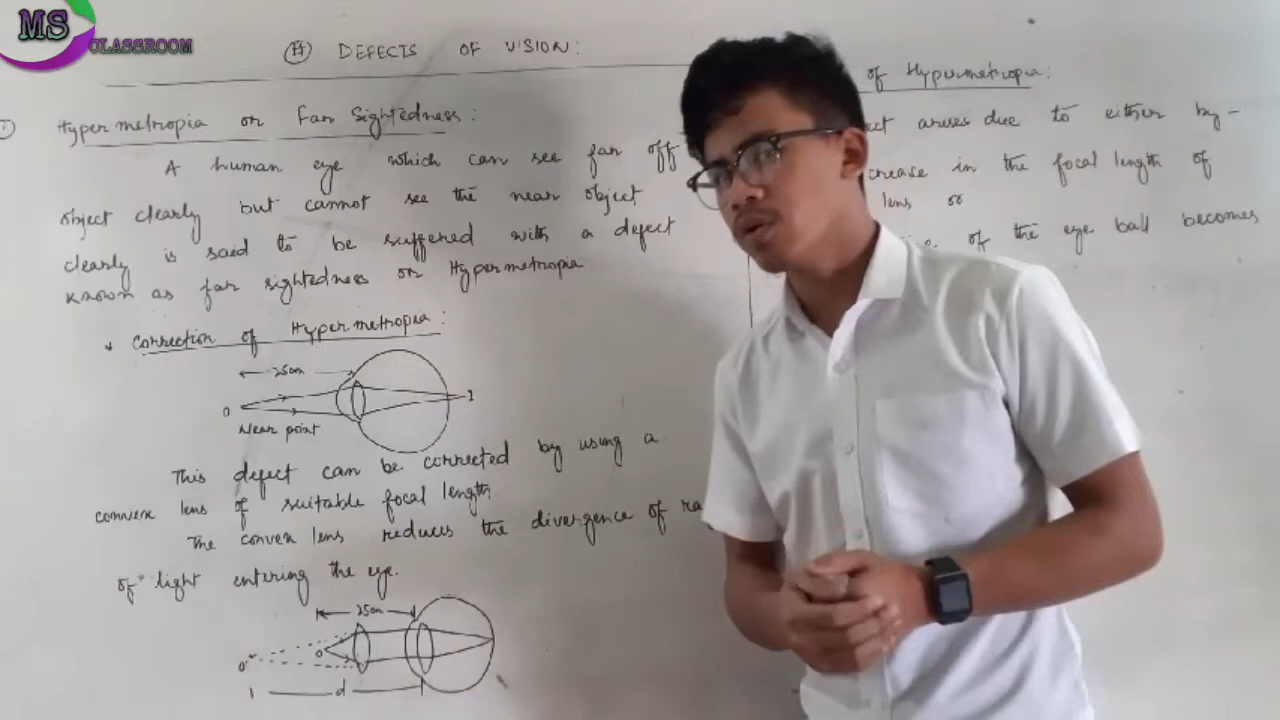 MS
CLASSROOM
(H) DEFECTS OF VISION:
Hypermetropia or Far Sightedness:
A human eye which can see far off
object clearly but cannot see the near object
clearly is said to be suffered with a defect
known as far sightedness or Hypermetropia
* Correction of Hypermetropia:
25cm
O
I
Near point
This defect can be corrected by using a
convex lens of suitable focal length
The convex lens reduces the divergence of ra
of light entering the eye.
25cm
O
O'
d
of Hypermetropia:
ect arises due to either by-
crease in the focal length of
lens or
of the eye ball becomes